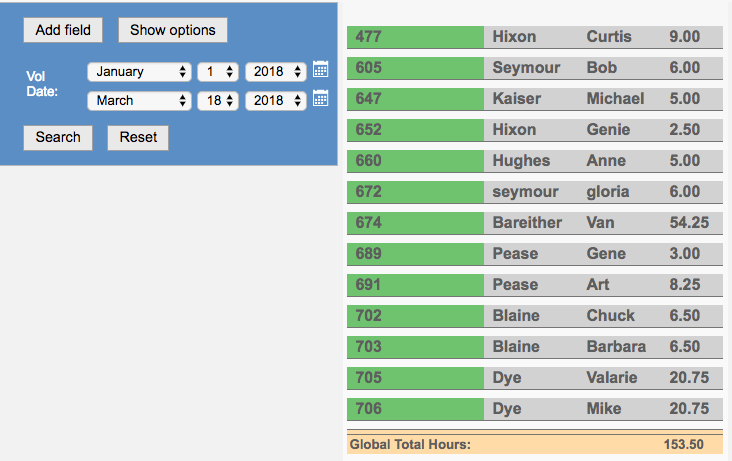 Add field Show options
Vol Date:
January 1 2018
March 18 2018
Search Reset
477 Hixon Curtis 9.00
605 Seymour Bob 6.00
647 Kaiser Michael 5.00
652 Hixon Genie 2.50
660 Hughes Anne 5.00
672 seymour gloria 6.00
674 Bareither Van 54.25
689 Pease Gene 3.00
691 Pease Art 8.25
702 Blaine Chuck 6.50
703 Blaine Barbara 6.50
705 Dye Valarie 20.75
706 Dye Mike 20.75
Global Total Hours: 153.50